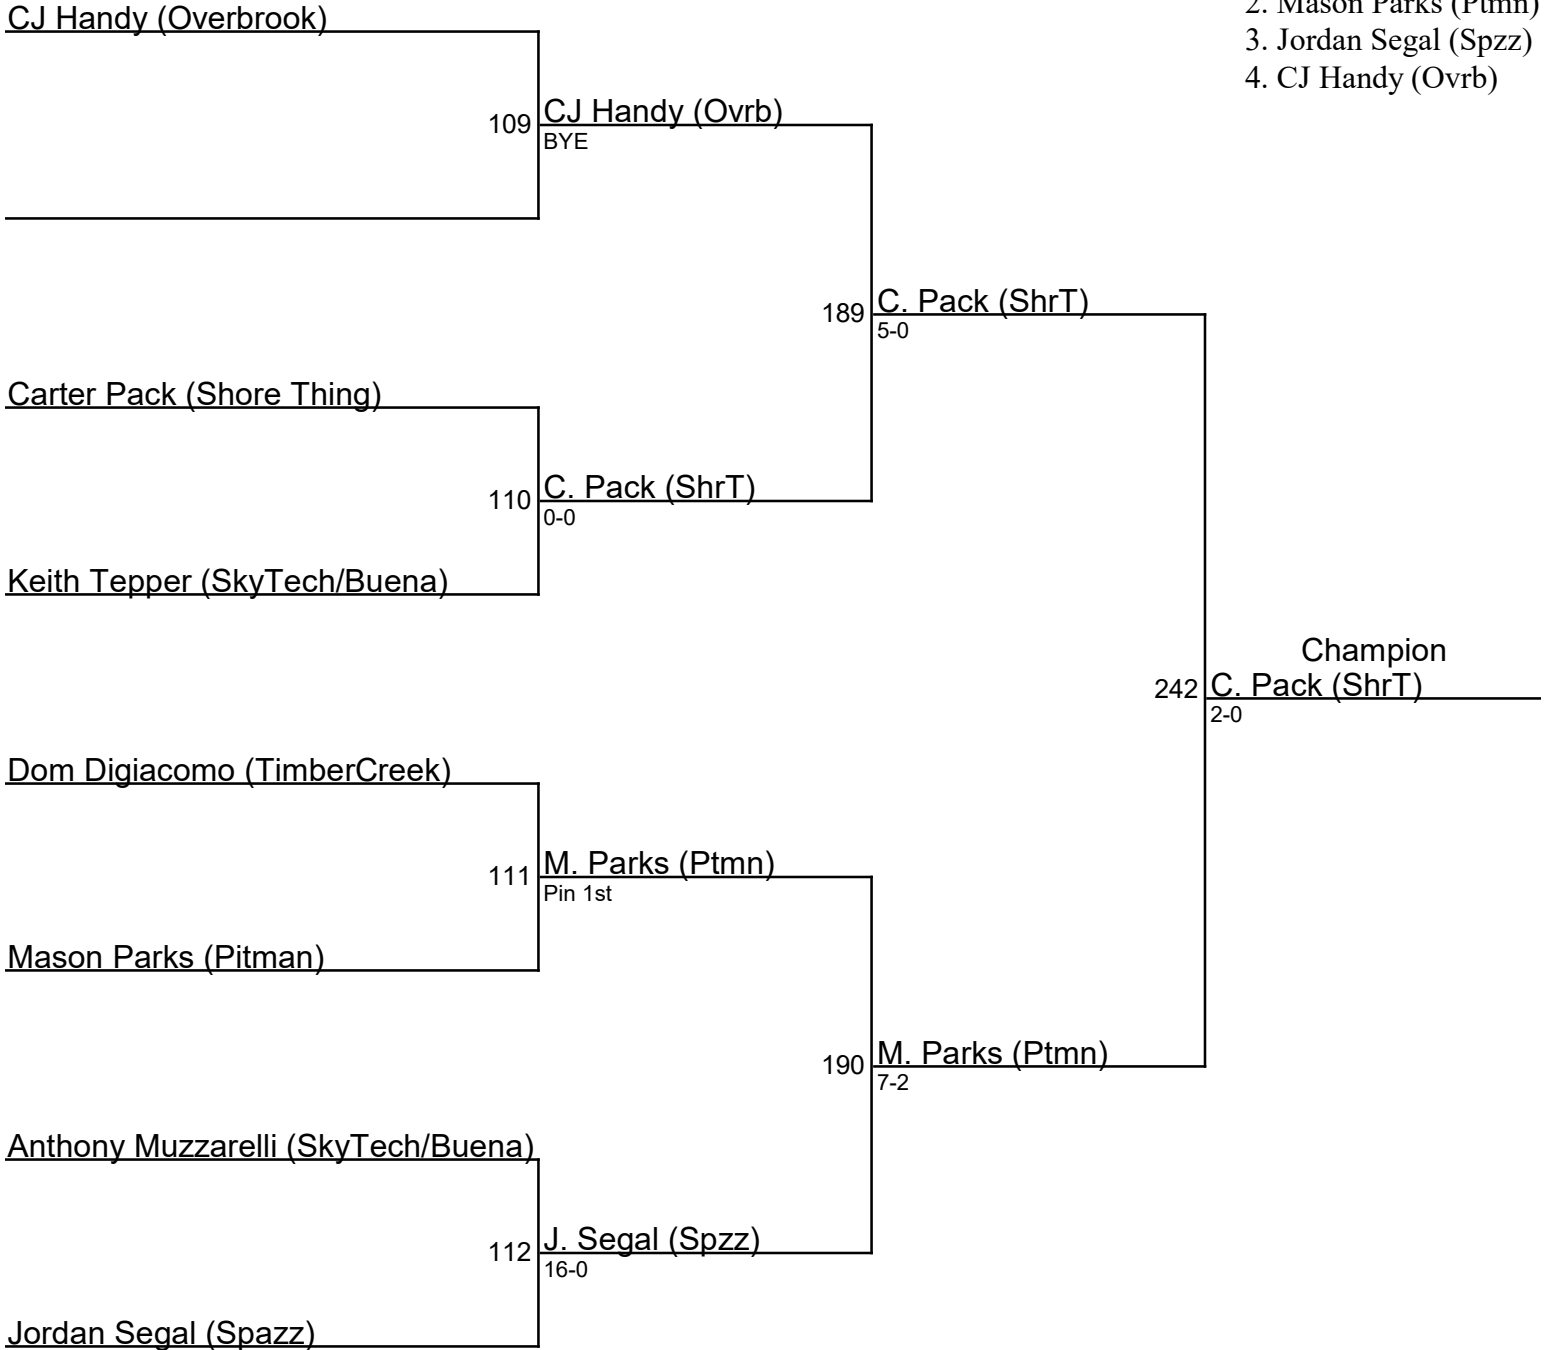 CJ Handy (Overbrook)
2. Mason Parks (Ptmn)
3. Jordan Segal (Spzz)
4. CJ Handy (Ovrb)
109
CJ Handy (Ovrb)
BYE
189
C. Pack (ShrT)
5-0
Carter Pack (Shore Thing)
110
C. Pack (ShrT)
0-0
Keith Tepper (SkyTech/Buena)
Champion
242
C. Pack (ShrT)
2-0
Dom Digiacomo (TimberCreek)
111
M. Parks (Ptmn)
Pin 1st
Mason Parks (Pitman)
190
M. Parks (Ptmn)
7-2
Anthony Muzzarelli (SkyTech/Buena)
112
J. Segal (Spzz)
16-0
Jordan Segal (Spazz)